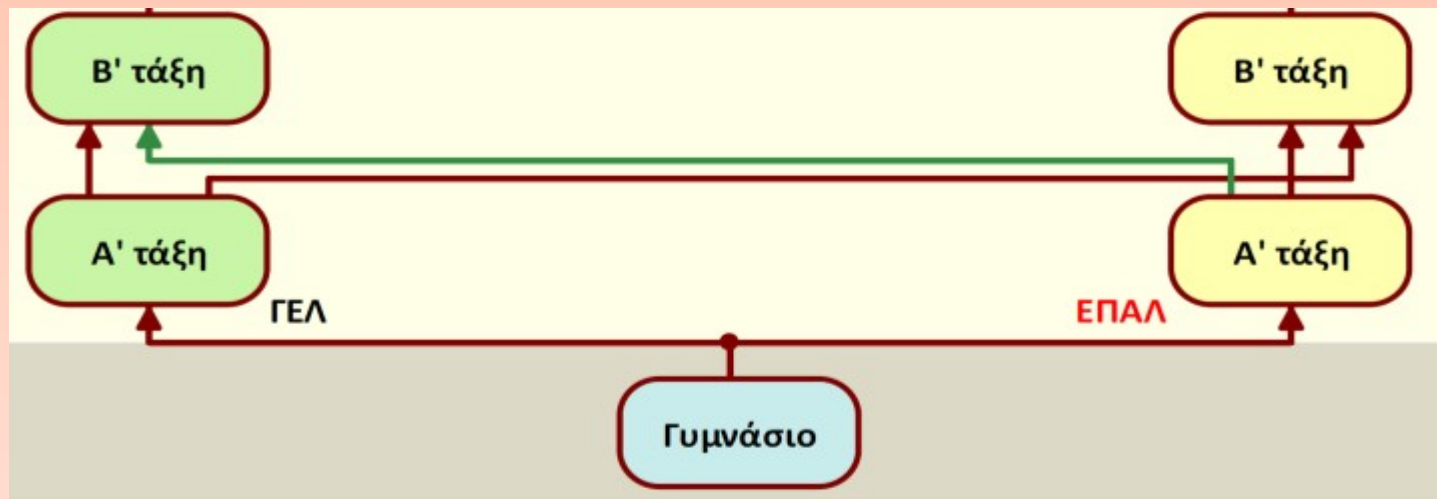 Β' τάξη
Β' τάξη
Α' τάξη
Α' τάξη
ΓΕΛ
ΕΠΑΛ
Γυμνάσιο